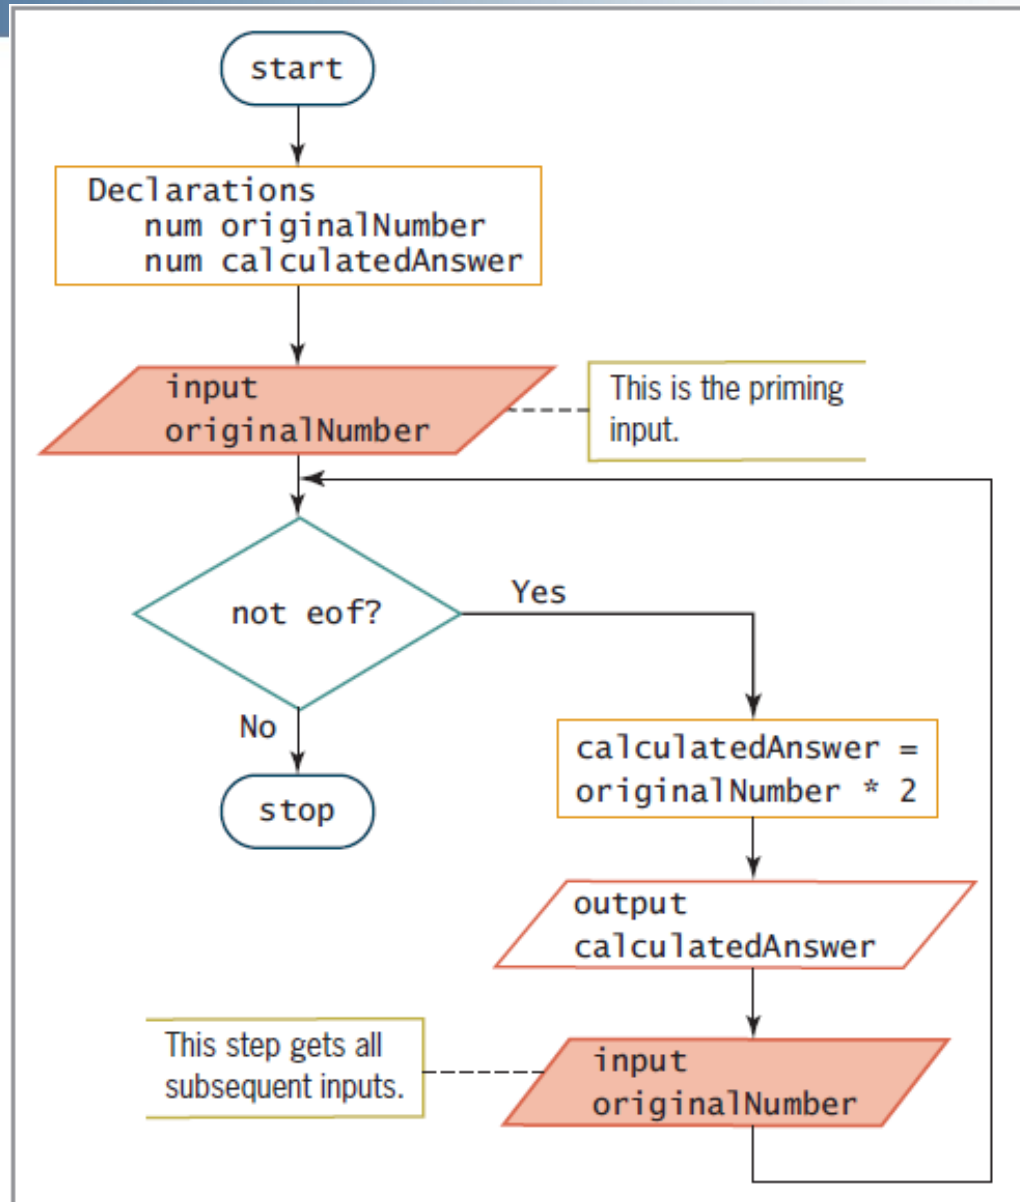 start
Declarations
num originalNumber
num calculatedAnswer
input
originalNumber
This is the priming
input.
not eof?
Yes
No
stop
calculatedAnswer =
originalNumber * 2
output
calculatedAnswer
This step gets all
subsequent inputs.
input
originalNumber